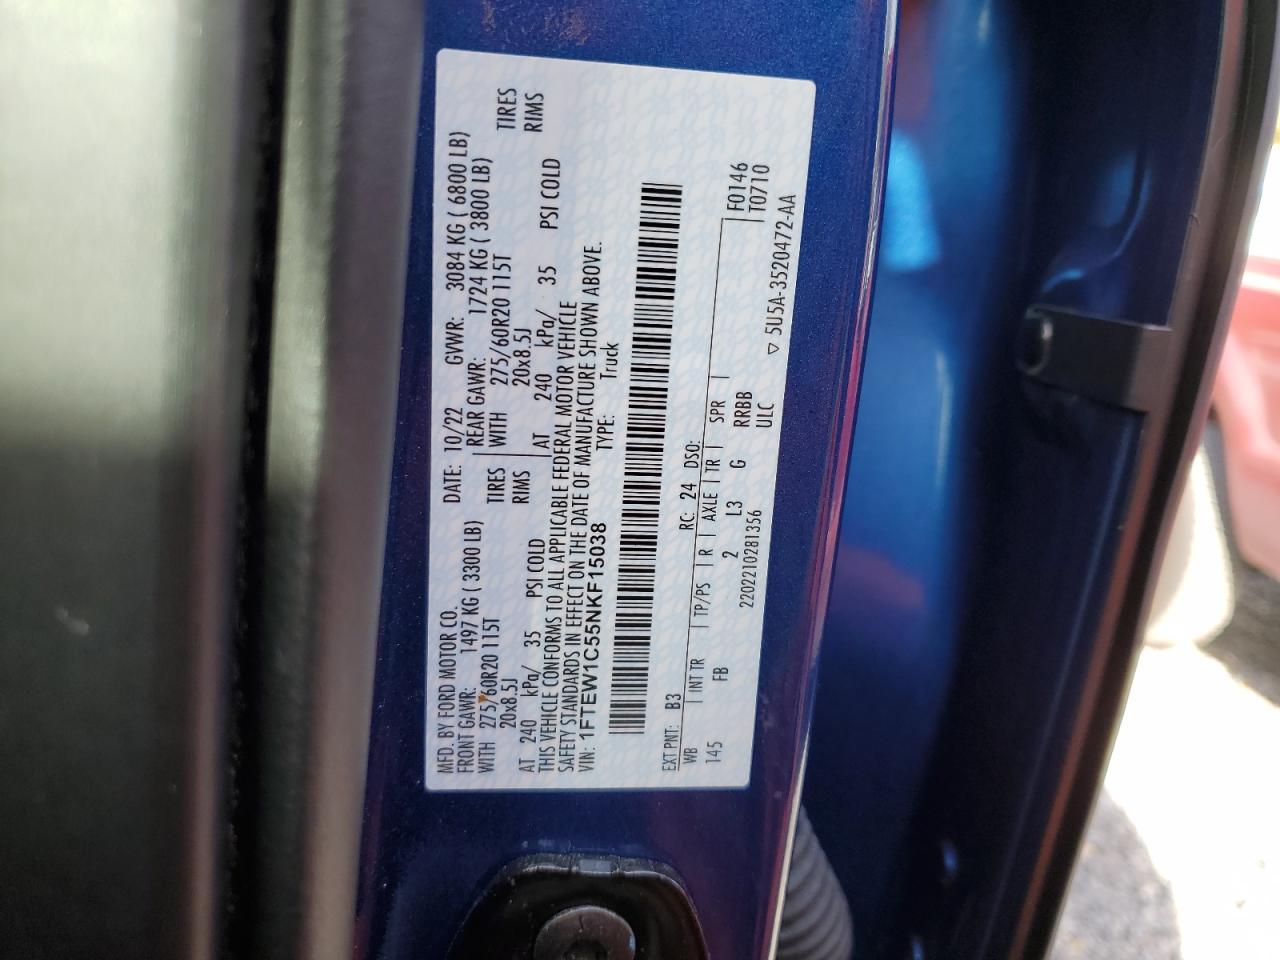 MFD. BY FORD MOTOR CO. DATE: 10/22 GVWR: 3084 KG ( 6800 LB)
FRONT GAWR: 1497 KG ( 3300 LB) REAR GAWR: 1724 KG ( 3800 LB)
WITH 275/60R20 115T TIRES WITH 275/60R20 115T TIRES
20x8.5J RIMS 20x8.5J RIMS
AT 240 kPa/ 35 PSI COLD AT 240 kPa/ 35 PSI COLD
THIS VEHICLE CONFORMS TO ALL APPLICABLE FEDERAL MOTOR VEHICLE
SAFETY STANDARDS IN EFFECT ON THE DATE OF MANUFACTURE SHOWN ABOVE.
VIN: 1FTEW1C55NKF15038 TYPE: Truck
EXT PNT: B3 RC: 24 DSO:
WB INT TR TP/PS R AXLE TR SPR F0146
145 FB 2 L3 G RRBB T0710
2202210281356 ULC
▽ 5U5A-3520472-AA